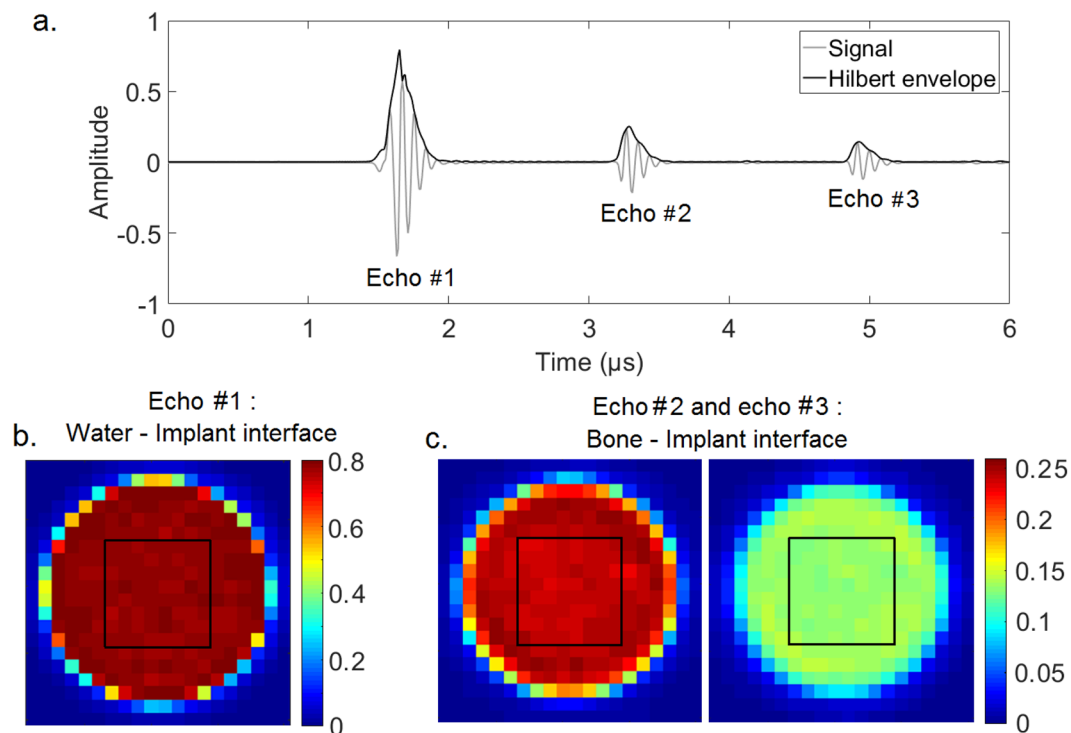 a.
1
0.5
0
-0.5
-1
Amplitude
Signal
Hilbert envelope
Echo #1
Echo #2
Echo #3
0 1 2 3 4 5 6
Time (µs)
Echo #1 :
b. Water - Implant interface
0.8
0.6
0.4
0.2
0
Echo #2 and echo #3 :
c. Bone - Implant interface
0.25
0.2
0.15
0.1
0.05
0